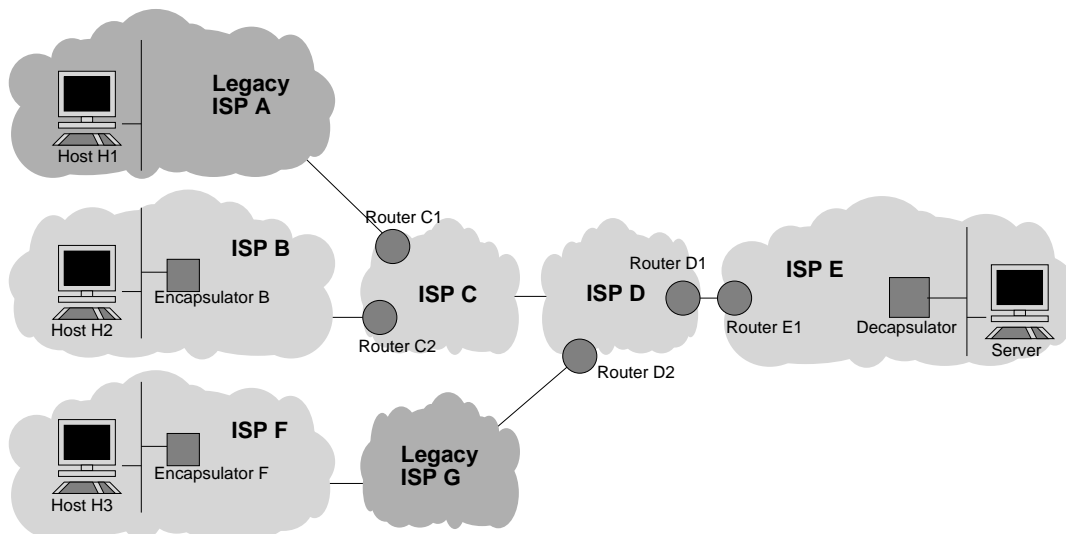 Legacy
ISP A
Host H1
Router C1
ISP B
Encapsulator B
Host H2
Router C2
ISP C
Router D1
ISP D
Router D2
ISP E
Router E1
Decapsulator
Server
ISP F
Encapsulator F
Host H3
Legacy
ISP G